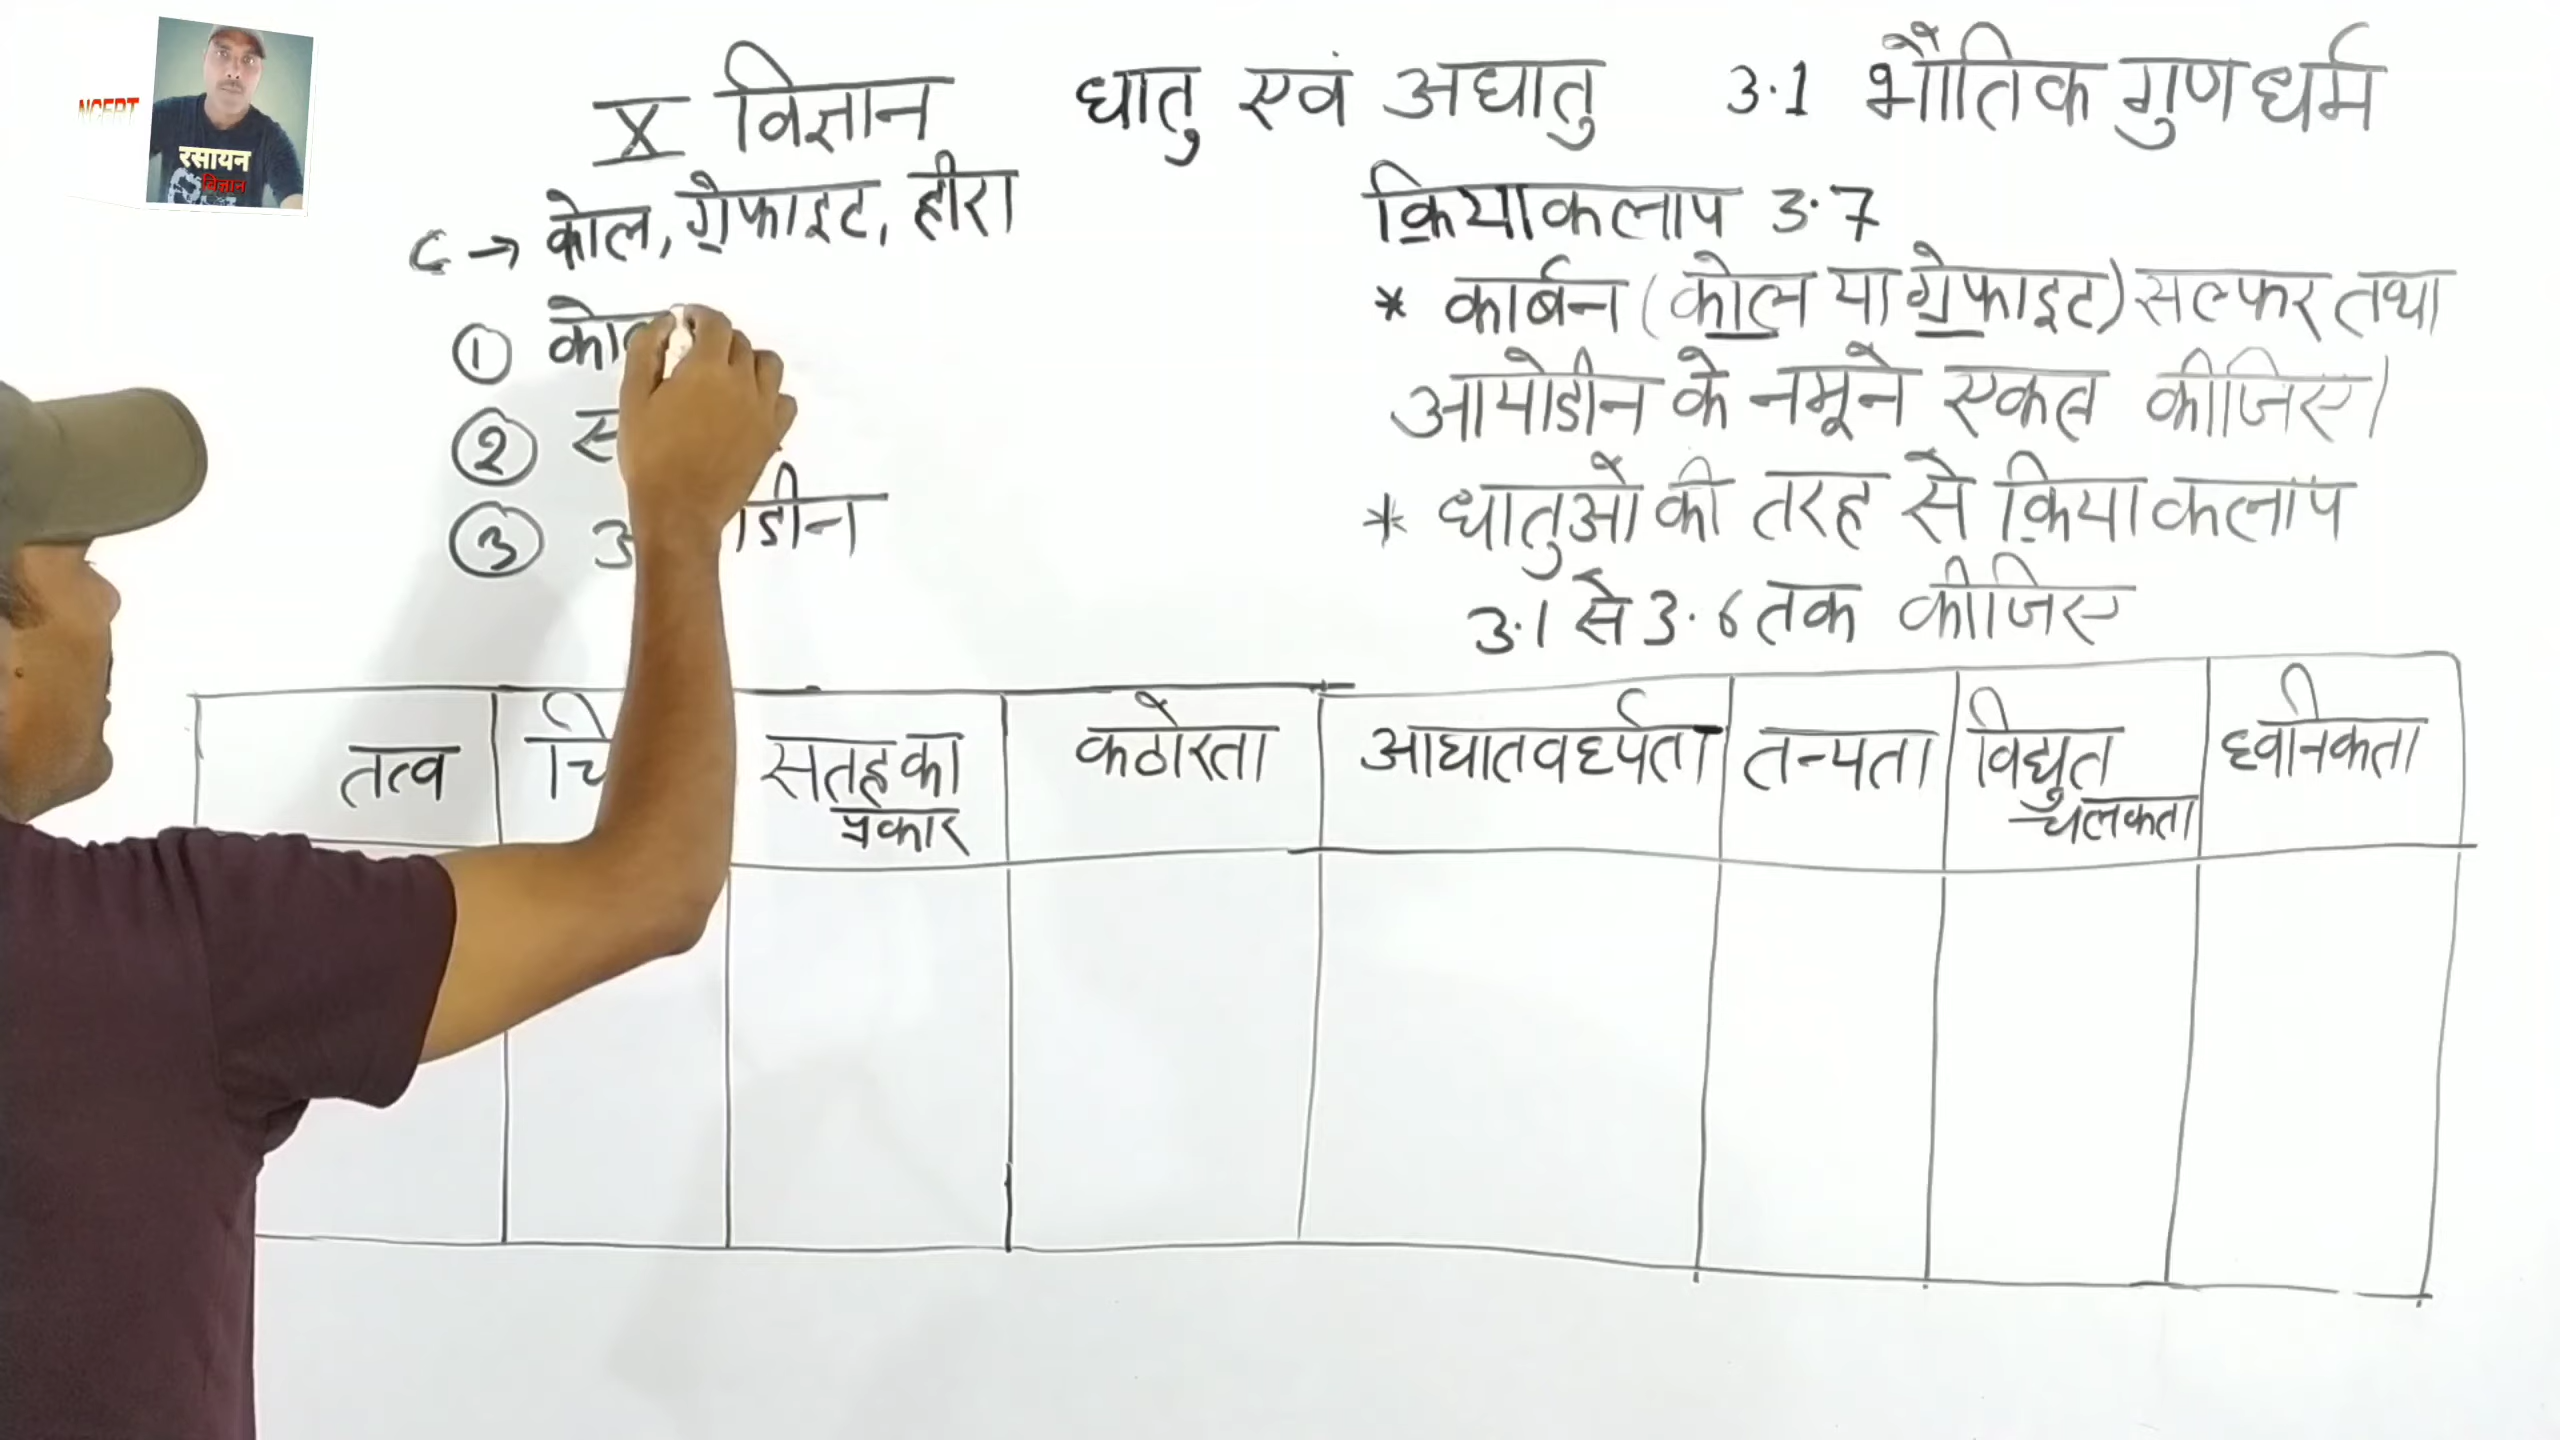 NCERT
रसायन
विज्ञान
X विज्ञान धातु एवं अधातु 3.1 भौतिक गुणधर्म
C → कोल, ग्रेफाइट, हीरा
①
②
③
क्रियाकलाप 3.7
* कार्बन (कोल या ग्रेफाइट) सल्फर तथा
आयोडीन के नमूने एकत्र कीजिए।
* धातुओ की तरह से क्रियाकलाप
3.1 से 3.6 तक कीजिए
तत्व सतह का प्रकार कठोरता आघातवर्ध्यता तन्यता विद्युत चलकता ध्वानिकता